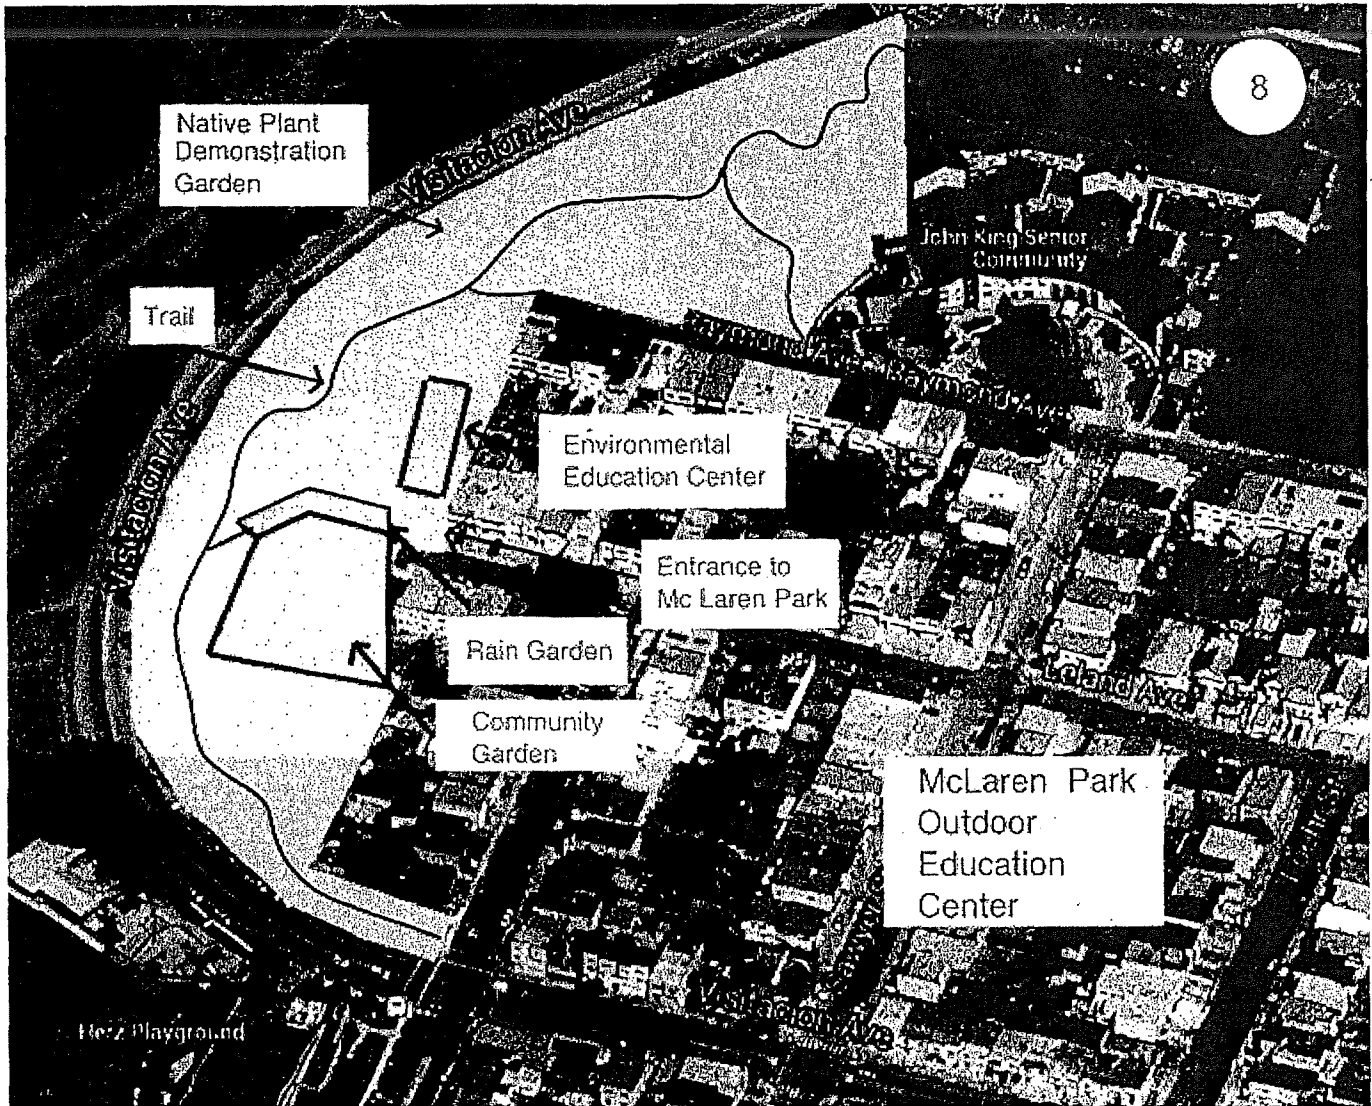 8
Native Plant
Demonstration
Garden
Visitacion Ave
John King Senior
Community
Trail
Raymond Ave
Raymond Ave
Visitacion Ave
Environmental
Education Center
Entrance to
Mc Laren Park
Rain Garden
Leland Ave
Community
Garden
McLaren Park
Outdoor
Education
Center
Visitacion Ave
Herz Playground